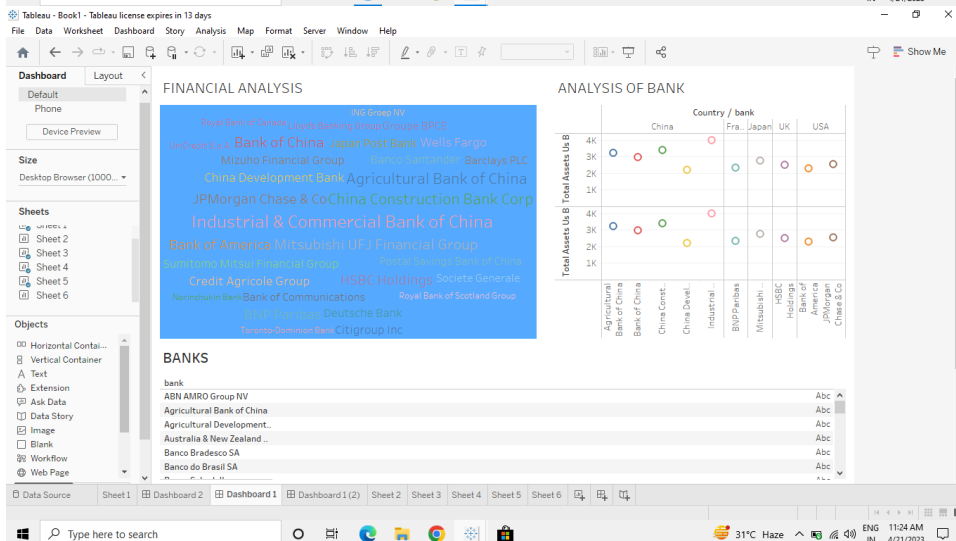 Tableau - Book1 - Tableau license expires in 13 days
File Data Worksheet Dashboard Story Analysis Map Format Server Window Help
Show Me
Dashboard Layout
Default
Phone
Device Preview
Size
Desktop Browser (1000...
Sheets
Sheet 2
Sheet 3
Sheet 4
Sheet 5
Sheet 6
Objects
Horizontal Contai...
Vertical Container
Text
Extension
Ask Data
Data Story
Image
Blank
Workflow
Web Page
FINANCIAL ANALYSIS
ING Groep NV
Royal Bank of Canada Lloyds Banking Group Groupe BPCE
Bank of China Japan Post Bank Wells Fargo
Mizuho Financial Group Banco Santander Barclays PLC
China Development Bank Agricultural Bank of China
JPMorgan Chase & Co China Construction Bank Corp
Industrial & Commercial Bank of China
Bank of America Mitsubishi UFJ Financial Group
Sumitomo Mitsui Financial Group Postal Savings Bank of China
Credit Agricole Group HSBC Holdings Societe Generale
Norinchukin Bank Bank of Communications Royal Bank of Scotland Group
BNP Paribas Deutsche Bank
Toronto-Dominion Bank Citigroup Inc
ANALYSIS OF BANK
Country / bank
China Fra.. Japan UK USA
Total Assets Us B
4K
3K
2K
1K
Total Assets Us B
4K
3K
2K
1K
Agricultural Bank of China
Bank of China
China Const..
China Devel..
Industrial ..
BNP Paribas
Mitsubishi ..
HSBC Holdings
Bank of America
JPMorgan Chase & Co
BANKS
bank
ABN AMRO Group NV Abc
Agricultural Bank of China Abc
Agricultural Development.. Abc
Australia & New Zealand .. Abc
Banco Bradesco SA Abc
Banco do Brasil SA Abc
Data Source Sheet 1 Dashboard 2 Dashboard 1 Dashboard 1 (2) Sheet 2 Sheet 3 Sheet 4 Sheet 5 Sheet 6
Type here to search
31°C Haze
ENG 11:24 AM
IN 4/21/2023